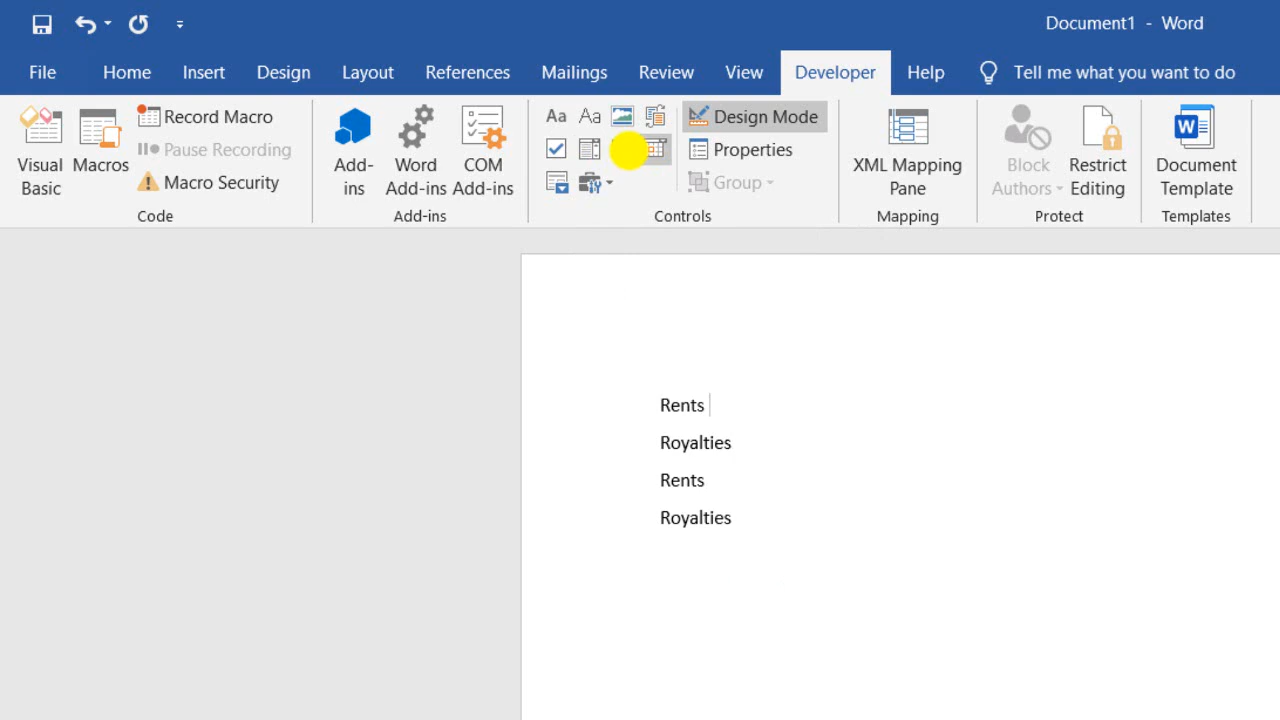 Document1 - Word
File Home Insert Design Layout References Mailings Review View Developer Help Tell me what you want to do
Visual Basic
Macros
Record Macro
Pause Recording
Macro Security
Code
Add-ins
Word Add-ins
COM Add-ins
Add-ins
Aa Aa
Design Mode
Properties
Group
Controls
XML Mapping Pane
Mapping
Block Authors
Restrict Editing
Protect
Document Template
Templates
Rents
Royalties
Rents
Royalties